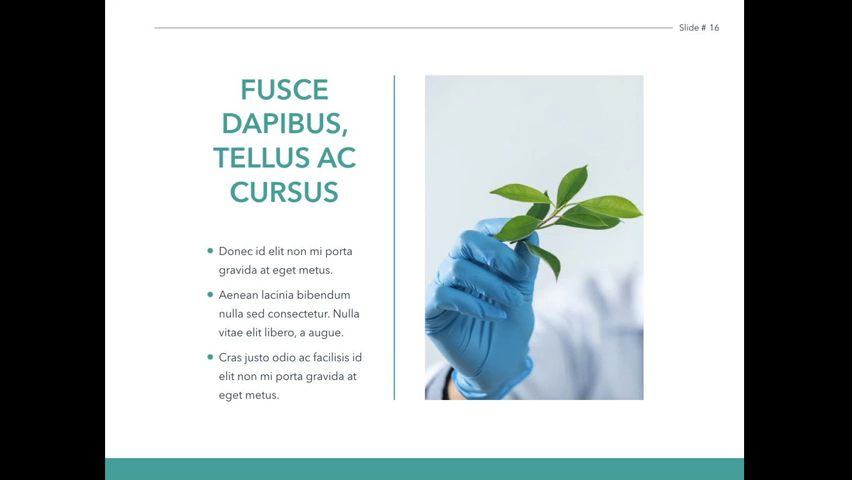 Slide # 16
FUSCE
DAPIBUS,
TELLUS AC
CURSUS
Donec id elit non mi porta
gravida at eget metus.
Aenean lacinia bibendum
nulla sed consectetur. Nulla
vitae elit libero, a augue.
Cras justo odio ac facilisis id
elit non mi porta gravida at
eget metus.